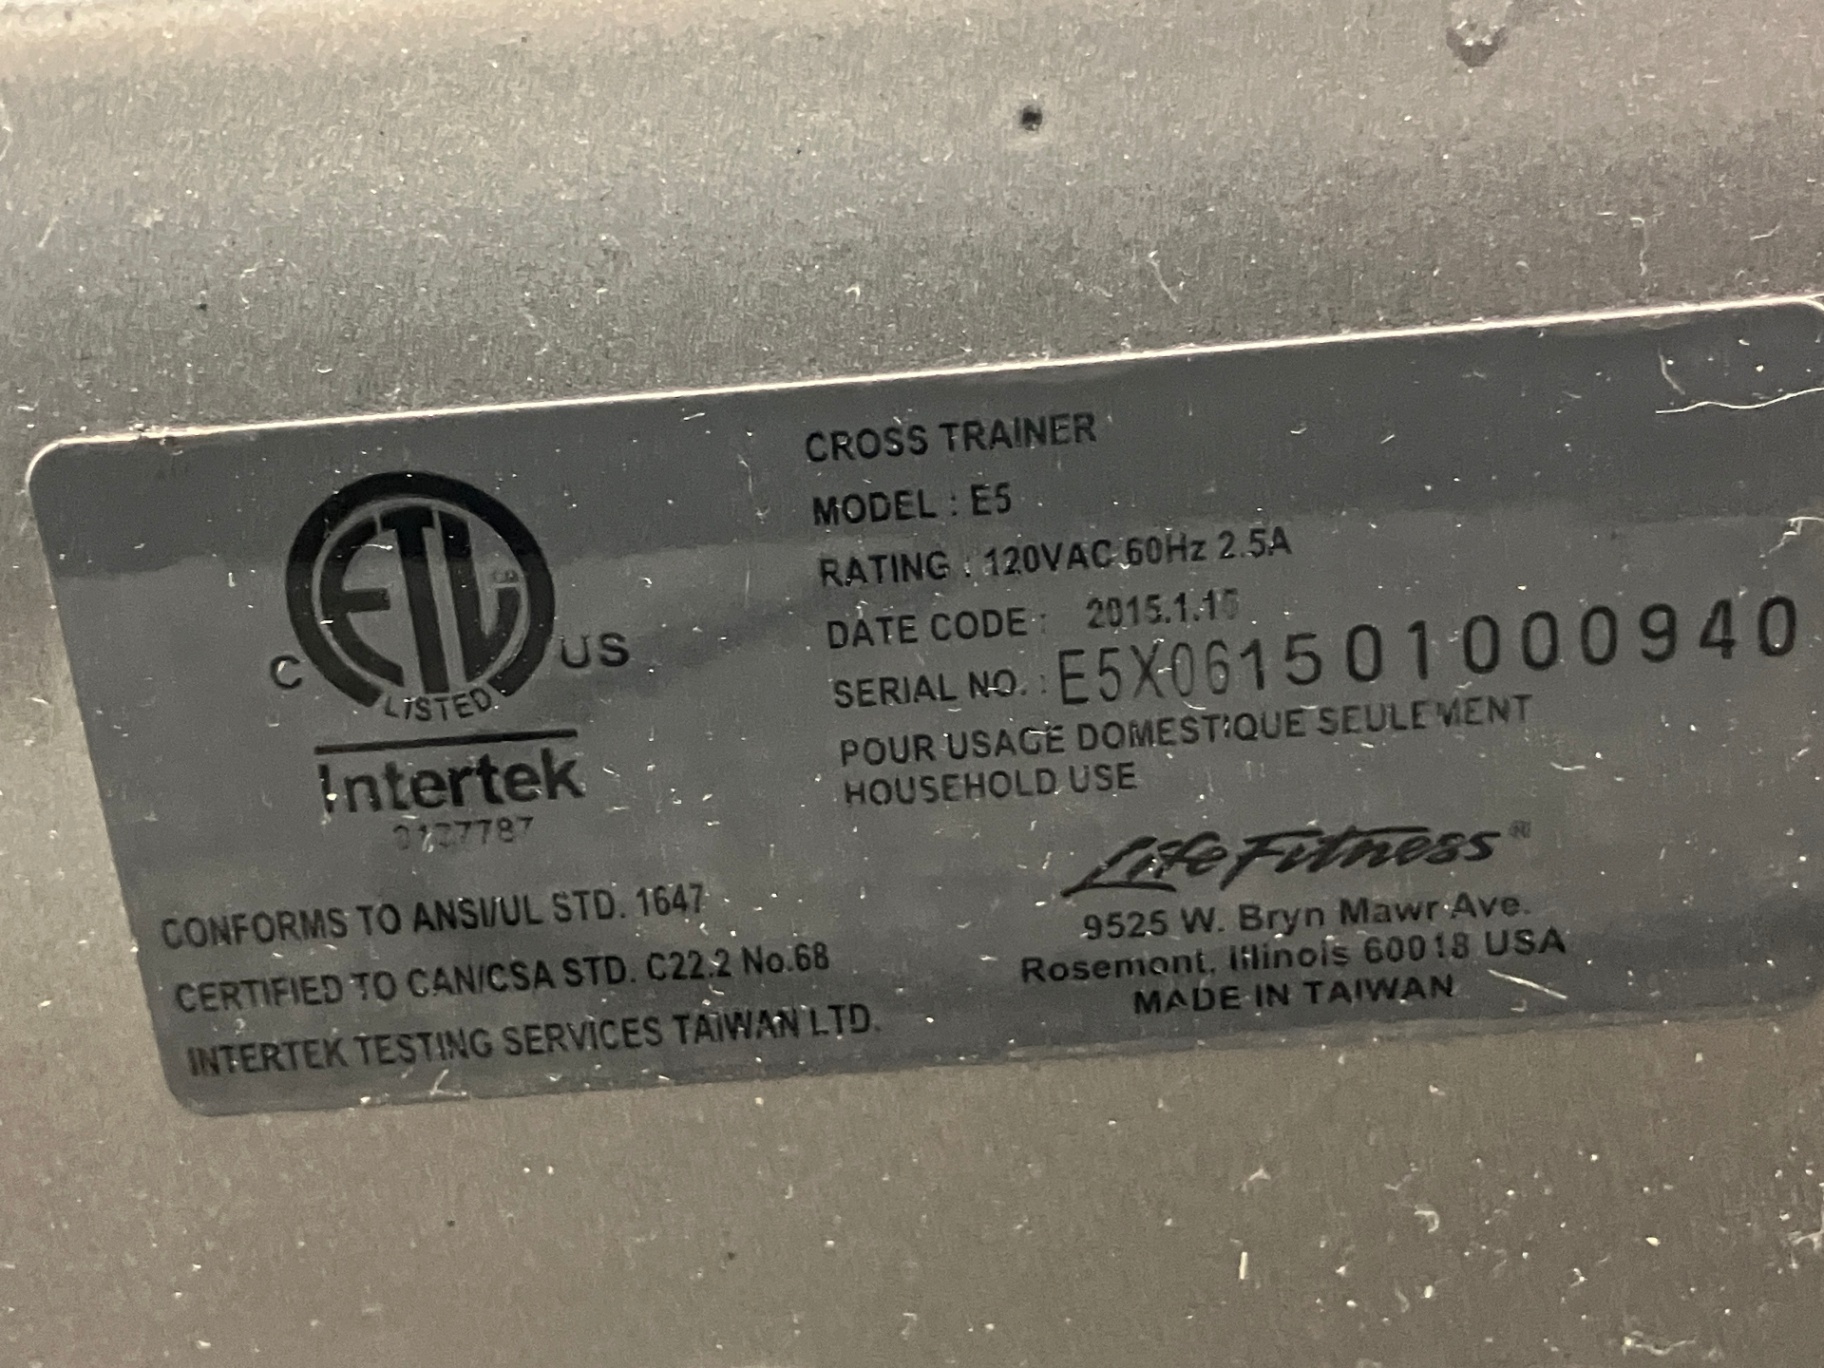 ETL
C
US
LISTED
Intertek
CONFORMS TO ANSI/UL STD. 1647
CERTIFIED TO CAN/CSA STD. C22.2 No.68
INTERTEK TESTING SERVICES TAIWAN LTD.
CROSS TRAINER
MODEL : E5
RATING : 120VAC 60Hz 2.5A
DATE CODE :
SERIAL NO. : E5X061501000940
POUR USAGE DOMESTIQUE SEULEMENT
HOUSEHOLD USE
Life Fitness
9525 W. Bryn Mawr Ave.
Rosemont, Illinois 60018 USA
MADE IN TAIWAN